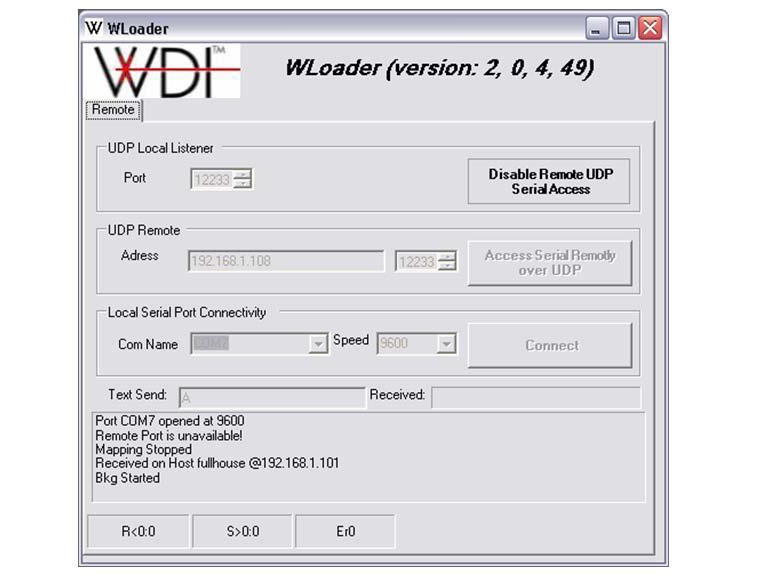 W WLoader
WDI™
WLoader (version: 2, 0, 4, 49)
Remote
UDP Local Listener
Port 12233
Disable Remote UDP
Serial Access
UDP Remote
Adress 192.168.1.108 12233
Access Serial Remotly
over UDP
Local Serial Port Connectivity
Com Name COM7 Speed 9600 Connect
Text Send: A Received:
Port COM7 opened at 9600
Remote Port is unavailable!
Mapping Stopped
Received on Host fullhouse @192.168.1.101
Bkg Started
R<0:0 S>0:0 Er0